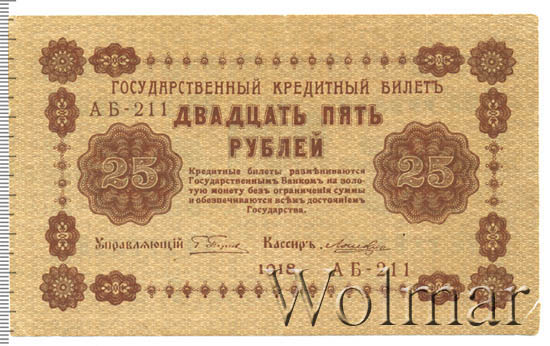 ГОСУДАРСТВЕННЫЙ КРЕДИТНЫЙ БИЛЕТЪ
АБ-211
ДВАДЦАТЬ ПЯТЬ
РУБЛЕЙ
25
25
Кредитные билеты размѣниваются
Государственнымъ Банкомъ на золо-
тую монету безъ ограниченія суммы
и обезпечиваются всѣмъ достояніемъ
Государства.
Управляющій
Кассиръ
1918
АБ-211
Wolmar